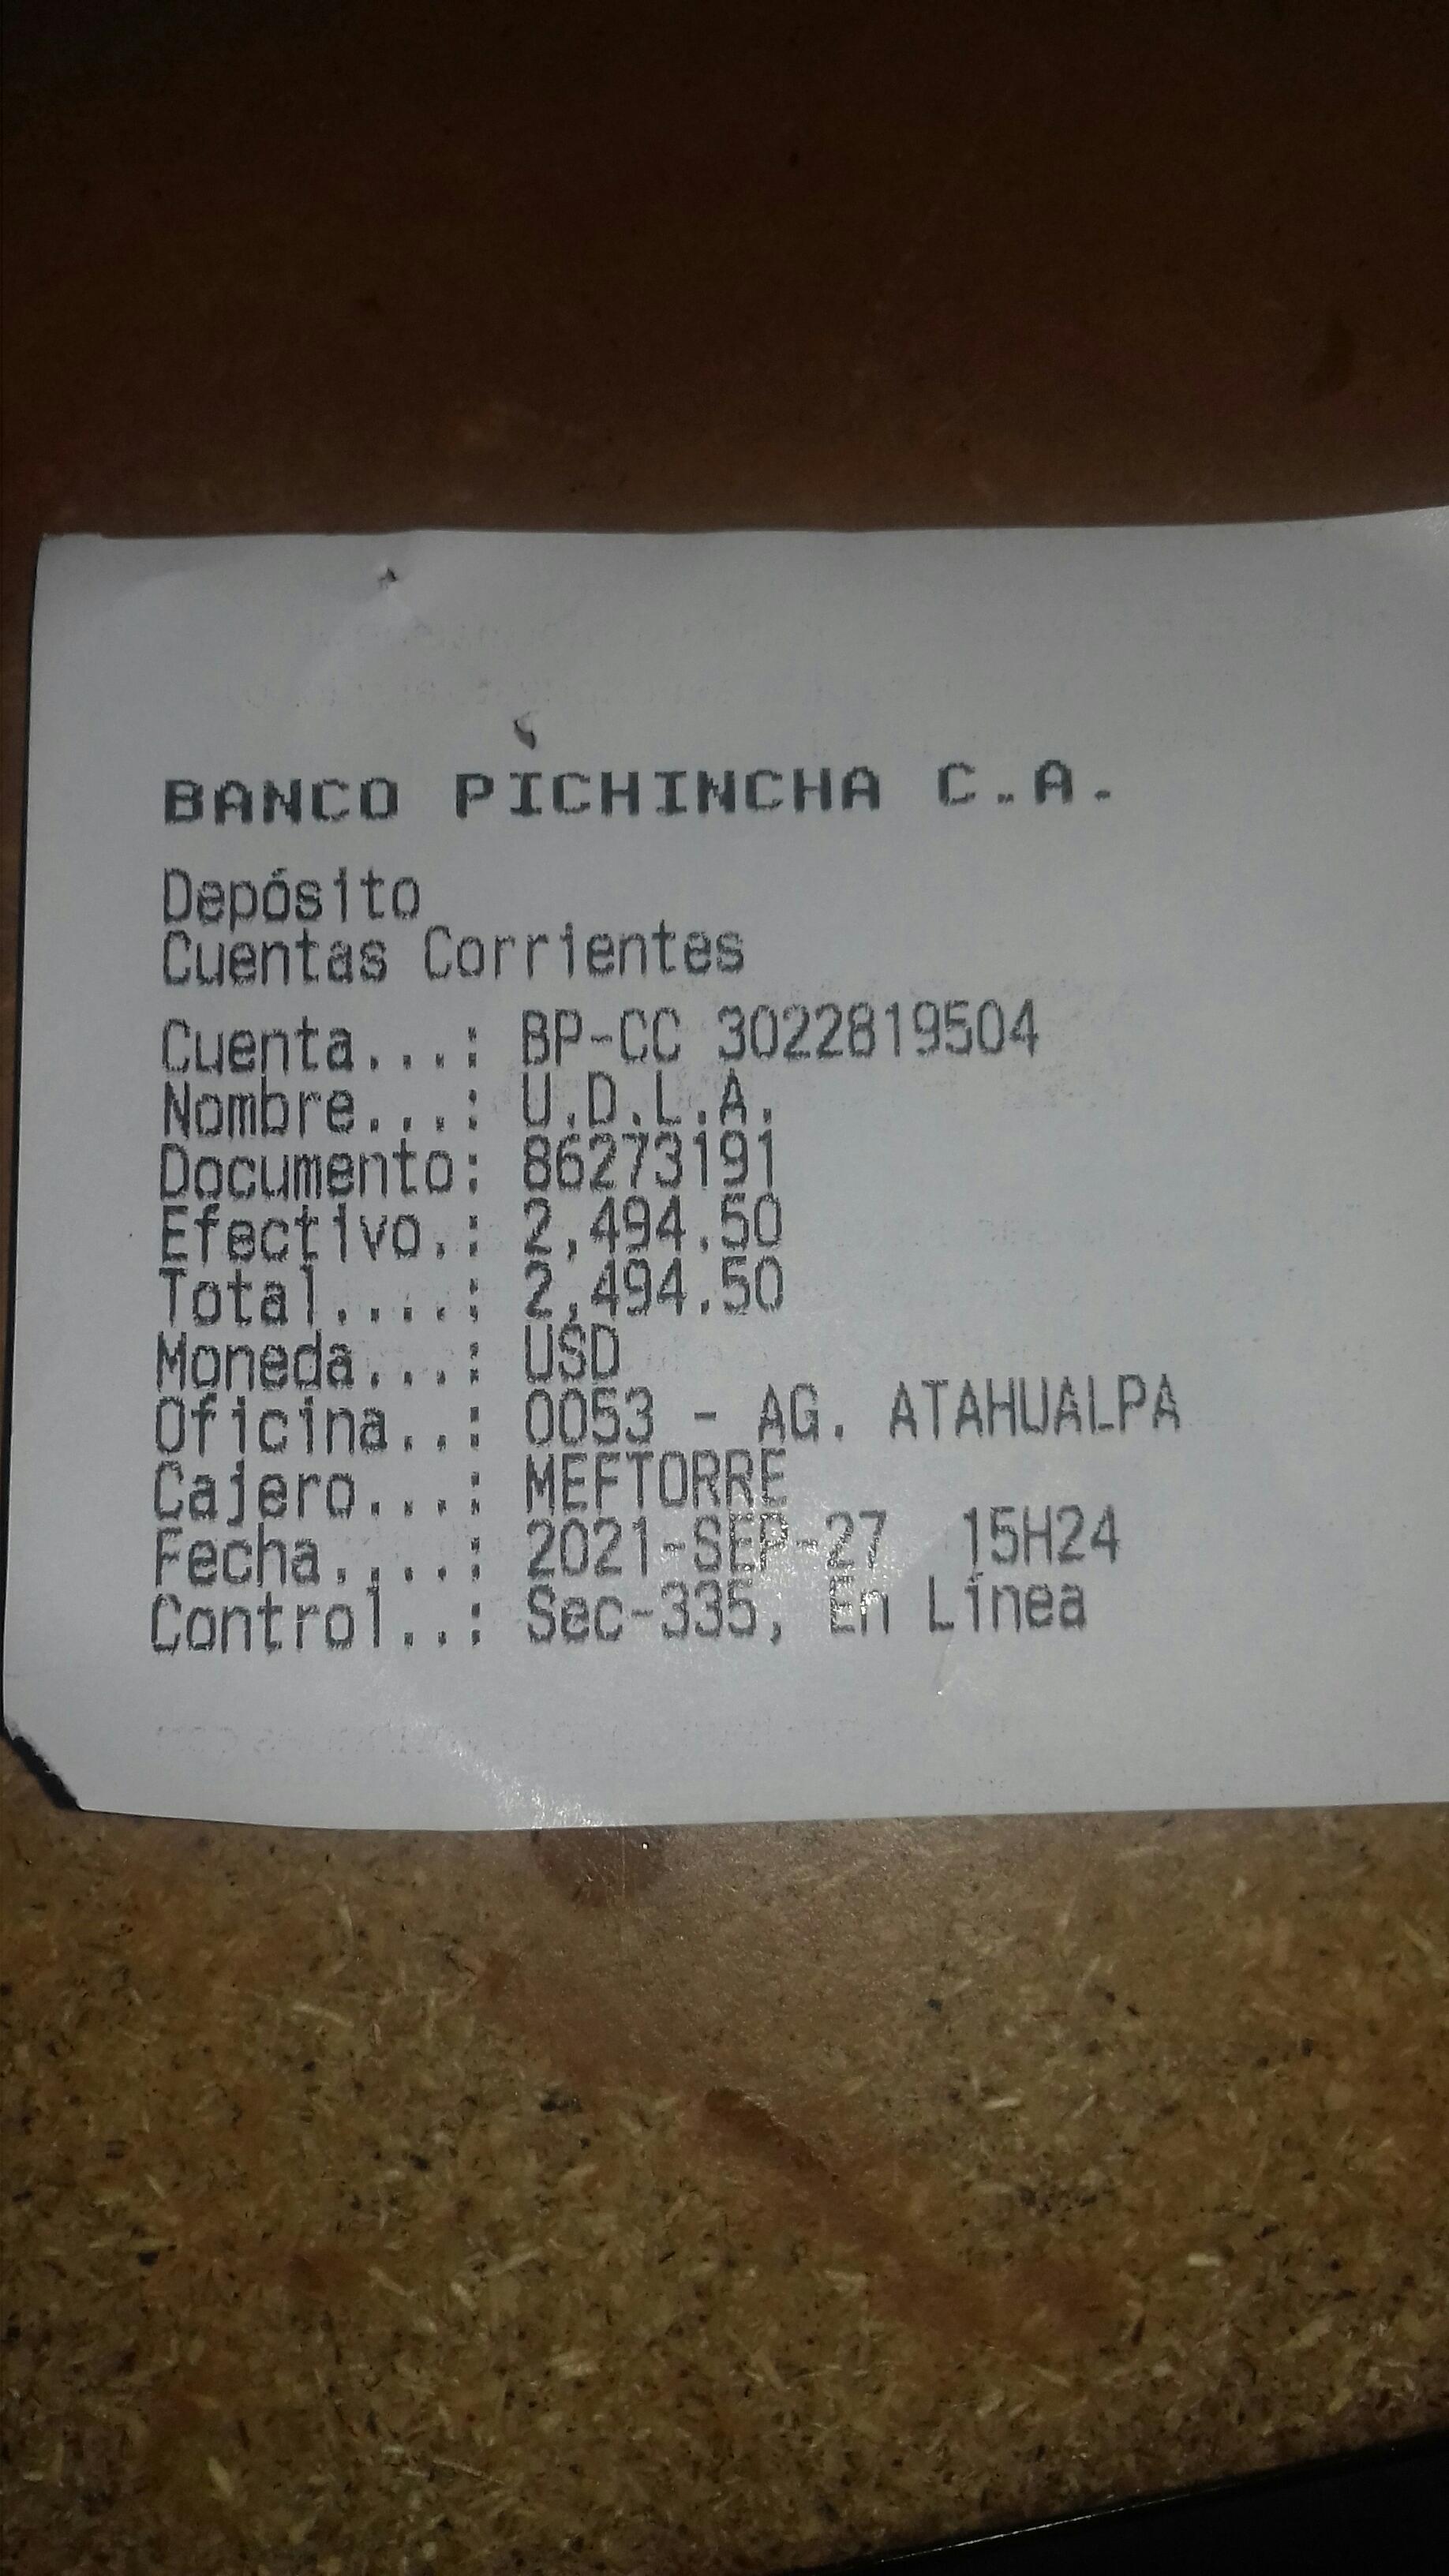 BANCO PICHINCHA C.A.
Depósito
Cuentas Corrientes
Cuenta...: BP-CC 3022819504
Nombre...: U.D.L.A.
Documento: 86273191
Efectivo.: 2,494.50
Total....: 2,494.50
Moneda...: USD
Oficina..: 0053 - AG. ATAHUALPA
Cajero...: MEFTORRE
Fecha....: 2021-SEP-27 15H24
Control..: Sec-335, En Línea